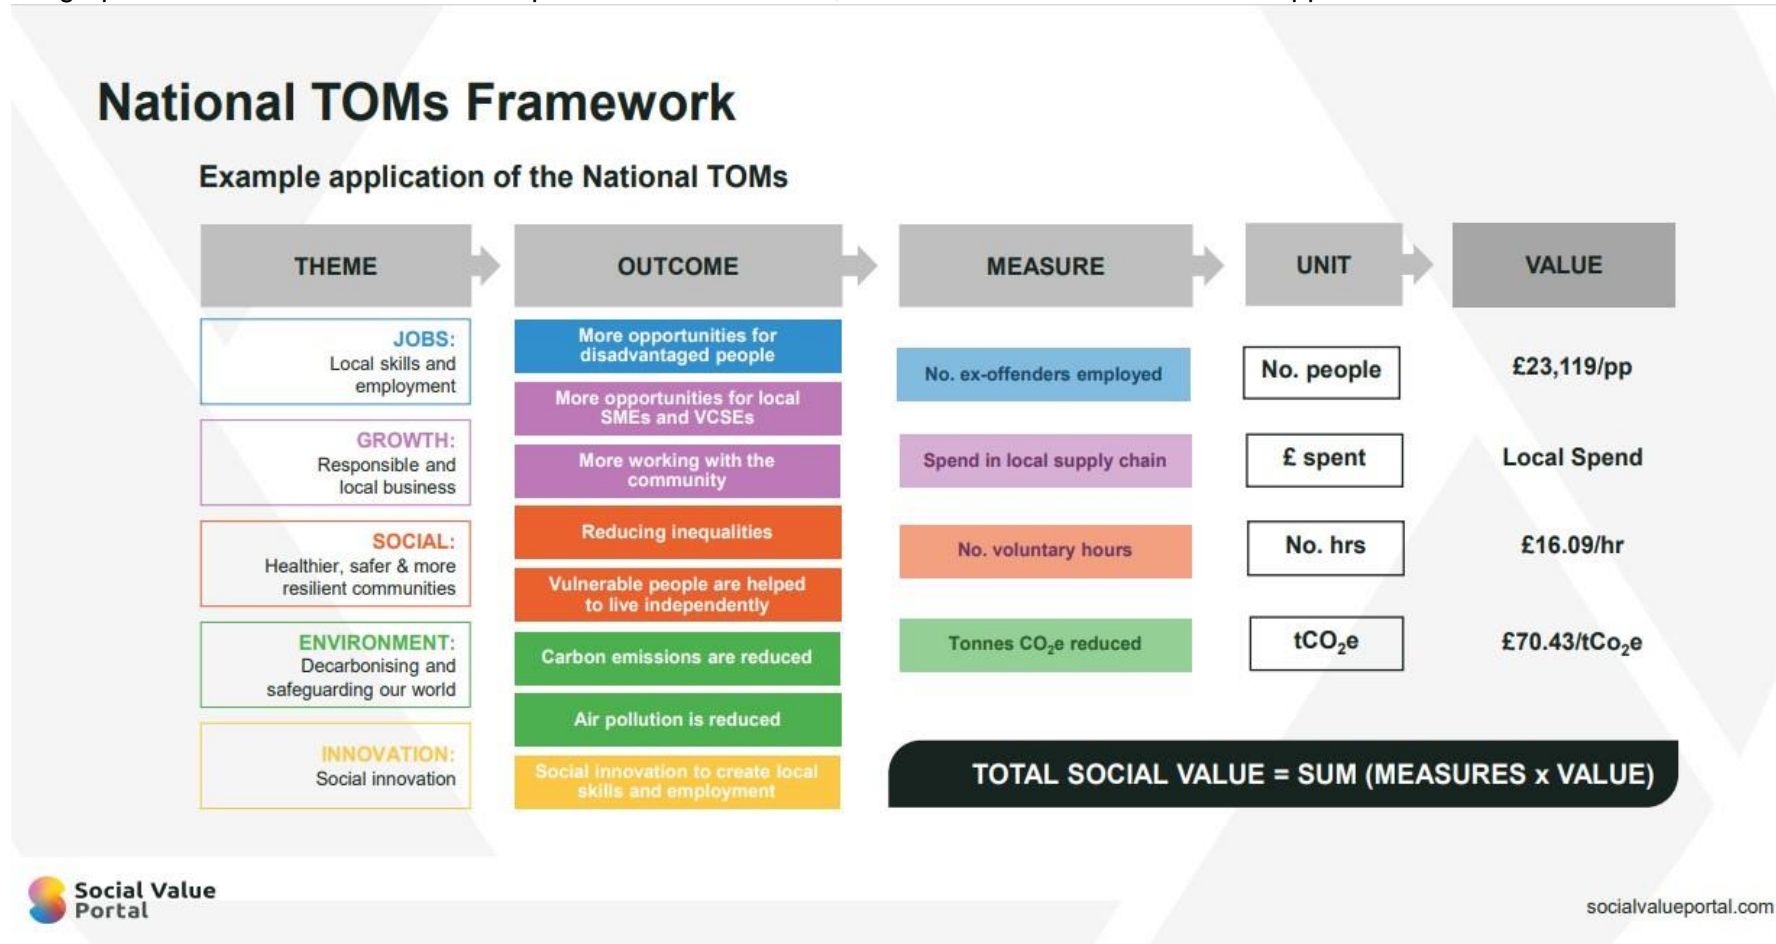 National TOMs Framework
Example application of the National TOMs
THEME
OUTCOME
MEASURE
UNIT
VALUE
JOBS:
Local skills and
employment
GROWTH:
Responsible and
local business
SOCIAL:
Healthier, safer & more
resilient communities
ENVIRONMENT:
Decarbonising and
safeguarding our world
INNOVATION:
Social innovation
More opportunities for
disadvantaged people
More opportunities for local
SMEs and VCSEs
More working with the
community
Reducing inequalities
Vulnerable people are helped
to live independently
Carbon emissions are reduced
Air pollution is reduced
Social innovation to create local
skills and employment
No. ex-offenders employed
Spend in local supply chain
No. voluntary hours
Tonnes CO₂e reduced
No. people
£ spent
No. hrs
tCO₂e
£23,119/pp
Local Spend
£16.09/hr
£70.43/tCo₂e
TOTAL SOCIAL VALUE = SUM (MEASURES x VALUE)
Social Value
Portal
socialvalueportal.com